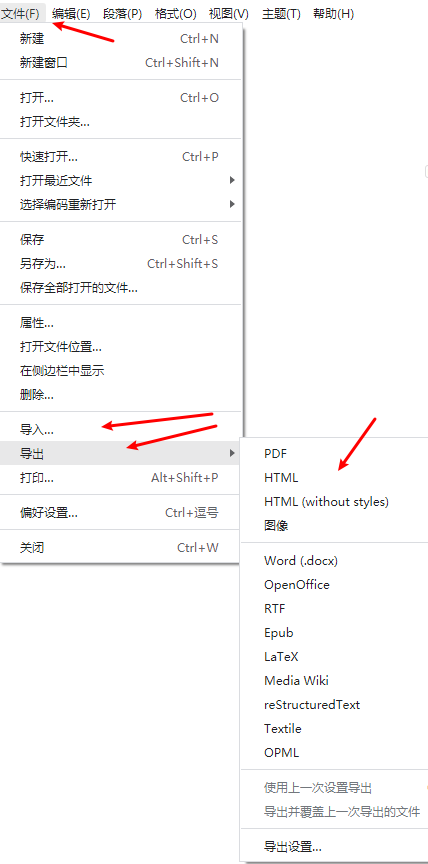 文件(F) 编辑(E) 段落(P) 格式(O) 视图(V) 主题(T) 帮助(H)
新建 Ctrl+N
新建窗口 Ctrl+Shift+N
打开... Ctrl+O
打开文件夹...
快速打开... Ctrl+P
打开最近文件
选择编码重新打开
保存 Ctrl+S
另存为... Ctrl+Shift+S
保存全部打开的文件...
属性...
打开文件位置...
在侧边栏中显示
删除...
导入...
导出
打印... Alt+Shift+P
偏好设置... Ctrl+逗号
关闭 Ctrl+W
PDF
HTML
HTML (without styles)
图像
Word (.docx)
OpenOffice
RTF
Epub
LaTeX
Media Wiki
reStructuredText
Textile
OPML
使用上一次设置导出
导出并覆盖上一次导出的文件
导出设置...